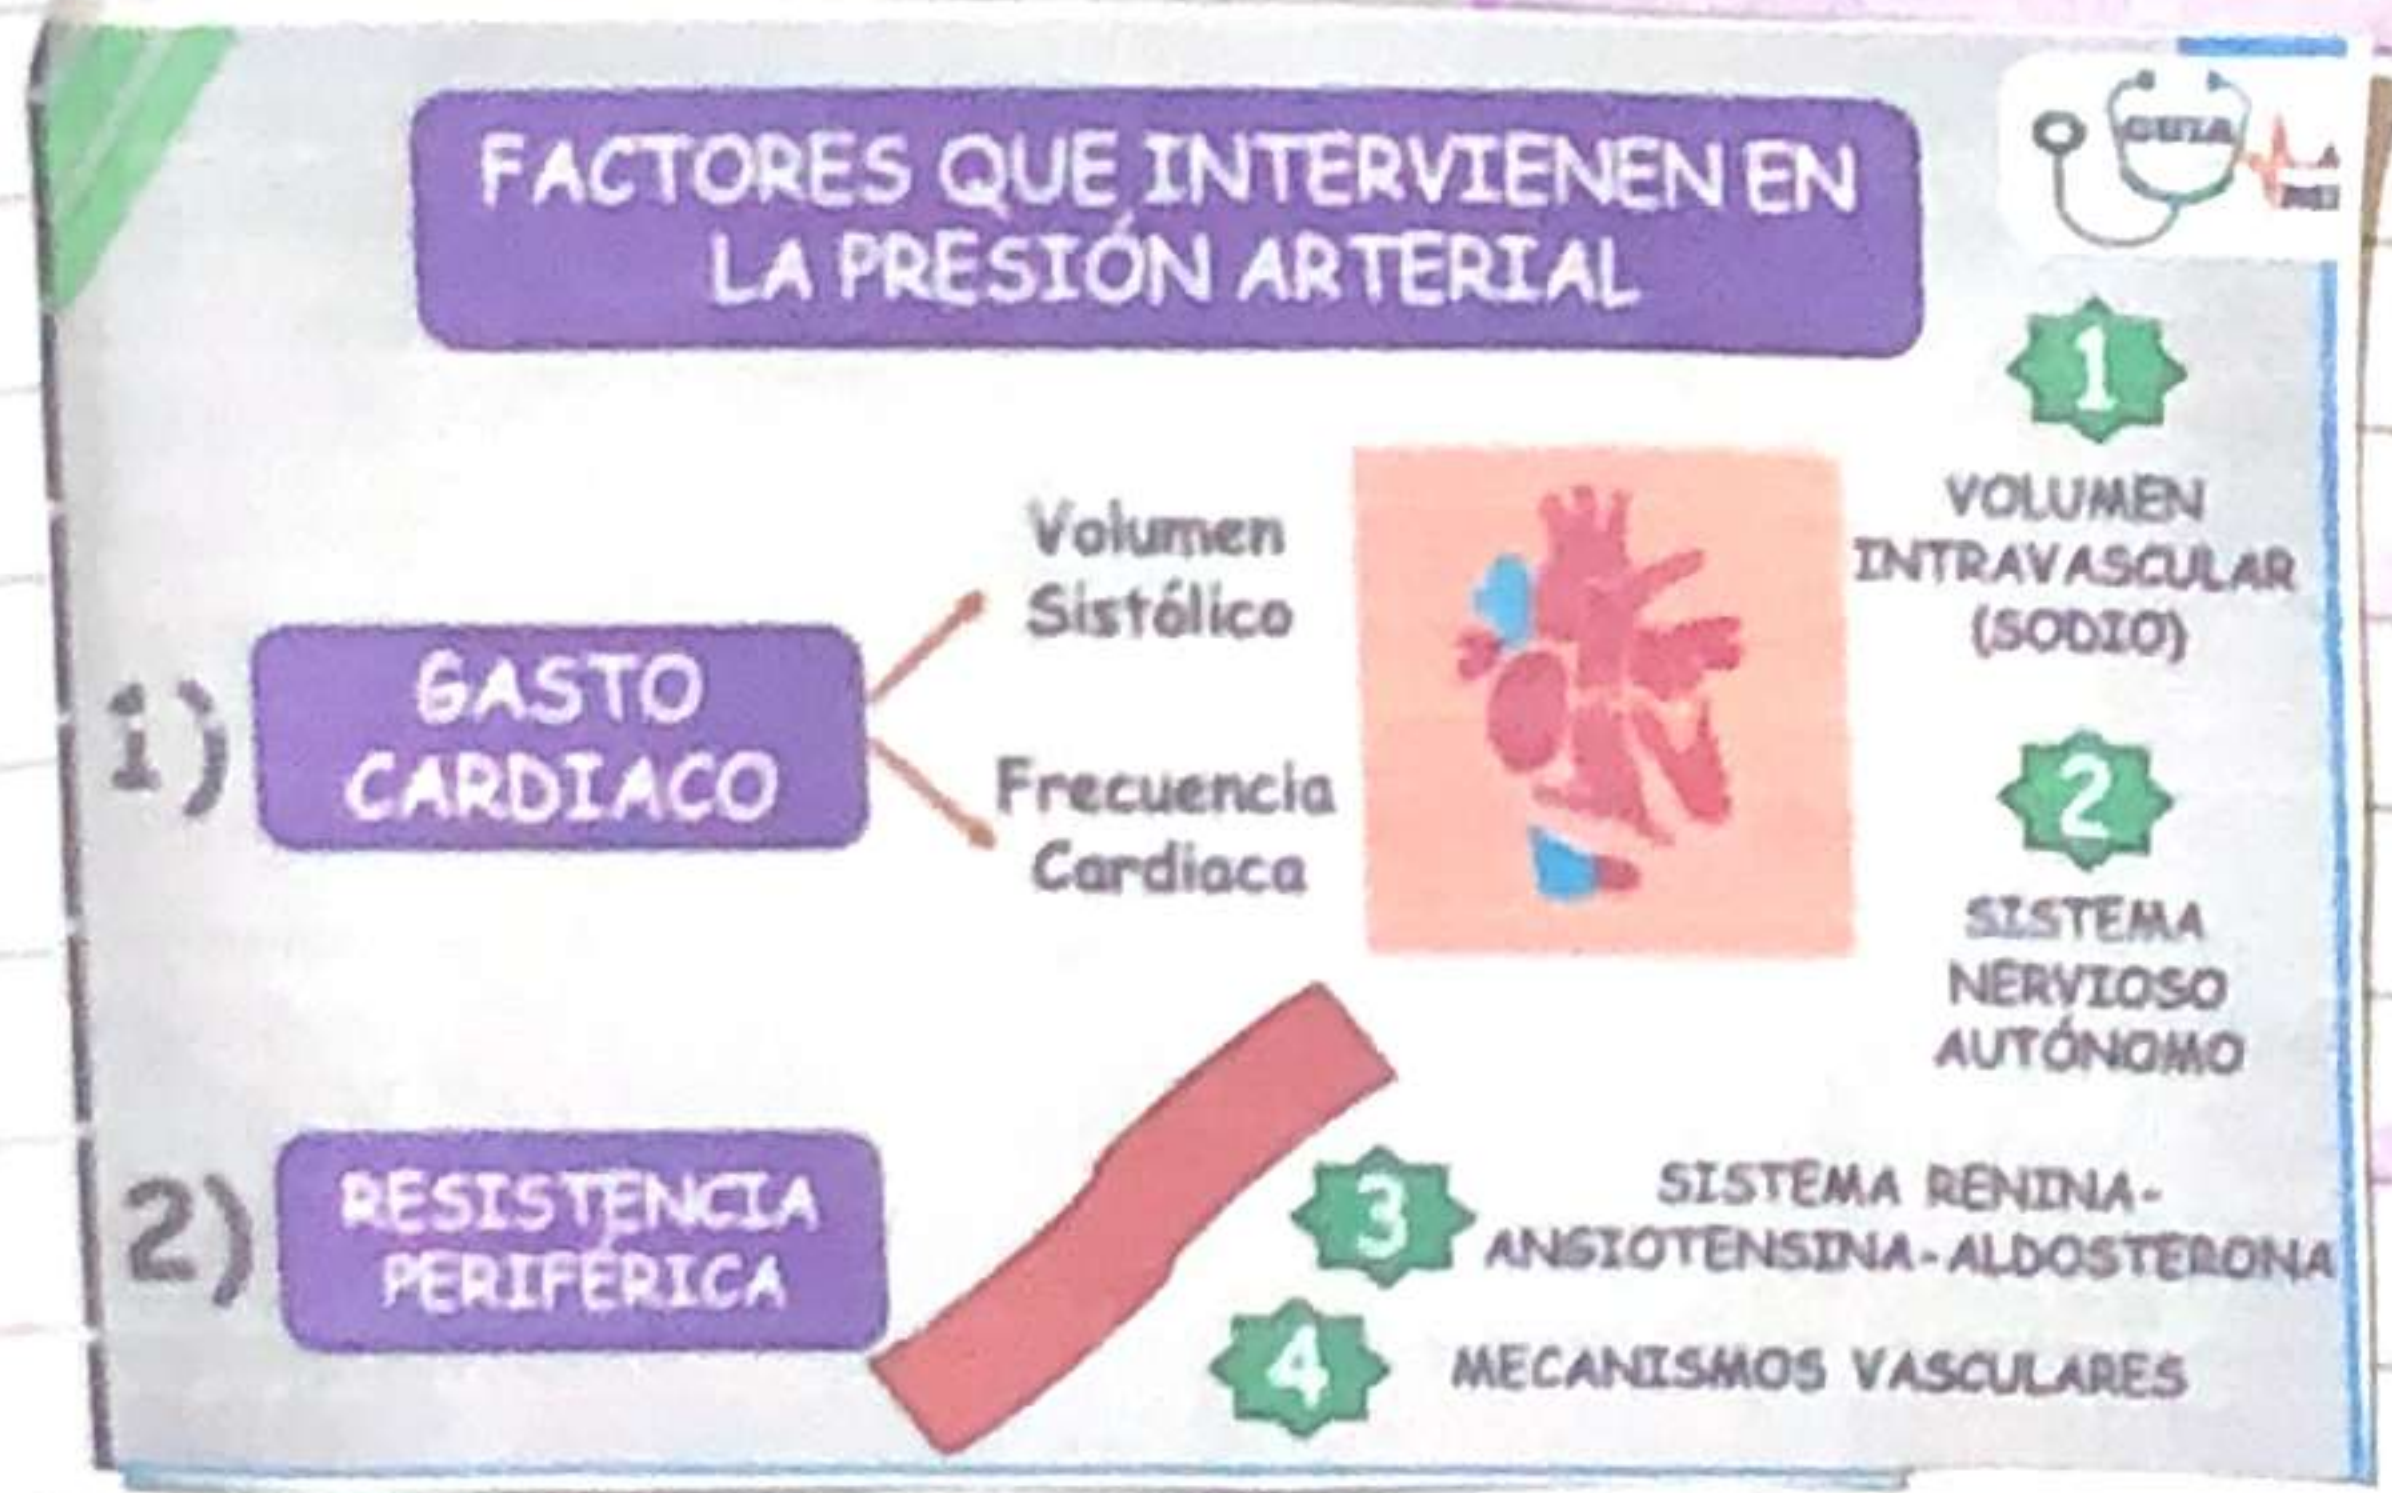 FACTORES QUE INTERVIENEN EN
LA PRESIÓN ARTERIAL
GUIA
1
VOLUMEN
INTRAVASCULAR
(SODIO)
Volumen
Sistólico
1)
GASTO
CARDIACO
Frecuencia
Cardiaca
2
SISTEMA
NERVIOSO
AUTÓNOMO
2)
RESISTENCIA
PERIFÉRICA
3
SISTEMA RENINA-
ANGIOTENSINA-ALDOSTERONA
4
MECANISMOS VASCULARES